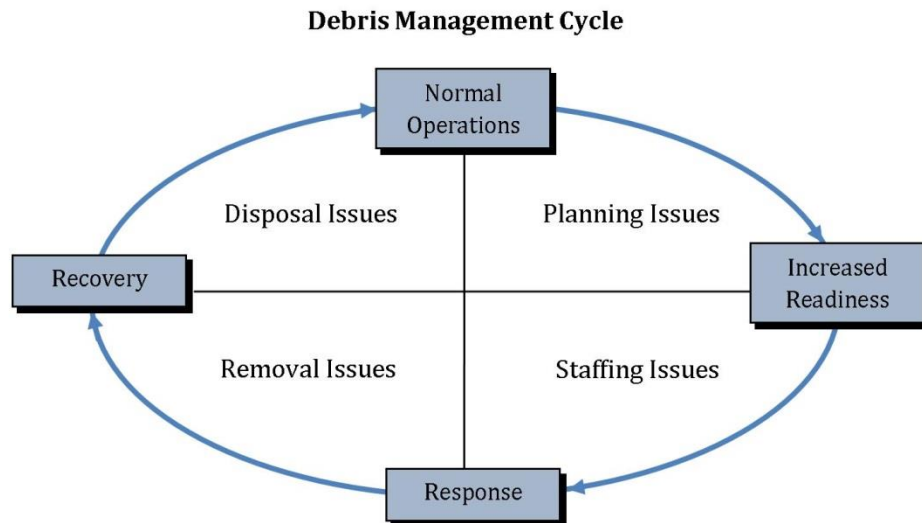 Debris Management Cycle
Normal
Operations
Disposal Issues
Planning Issues
Recovery
Increased
Readiness
Removal Issues
Staffing Issues
Response